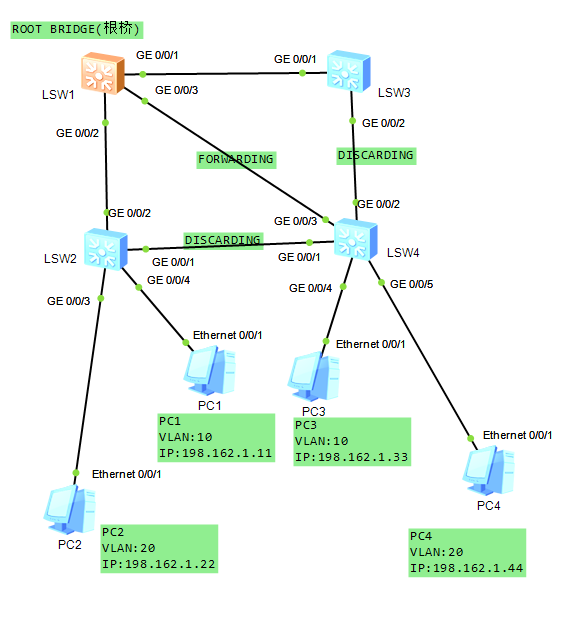 ROOT BRIDGE(根桥)
GE 0/0/1
GE 0/0/1
LSW1
GE 0/0/3
LSW3
GE 0/0/2
GE 0/0/2
FORWARDING
DISCARDING
GE 0/0/2
GE 0/0/2
GE 0/0/3
DISCARDING
LSW2
GE 0/0/1
GE 0/0/1
LSW4
GE 0/0/4
GE 0/0/3
GE 0/0/4
GE 0/0/5
Ethernet 0/0/1
Ethernet 0/0/1
PC1
PC1
VLAN:10
IP:198.162.1.11
PC3
PC3
VLAN:10
IP:198.162.1.33
Ethernet 0/0/1
Ethernet 0/0/1
PC2
PC2
VLAN:20
IP:198.162.1.22
PC4
PC4
VLAN:20
IP:198.162.1.44